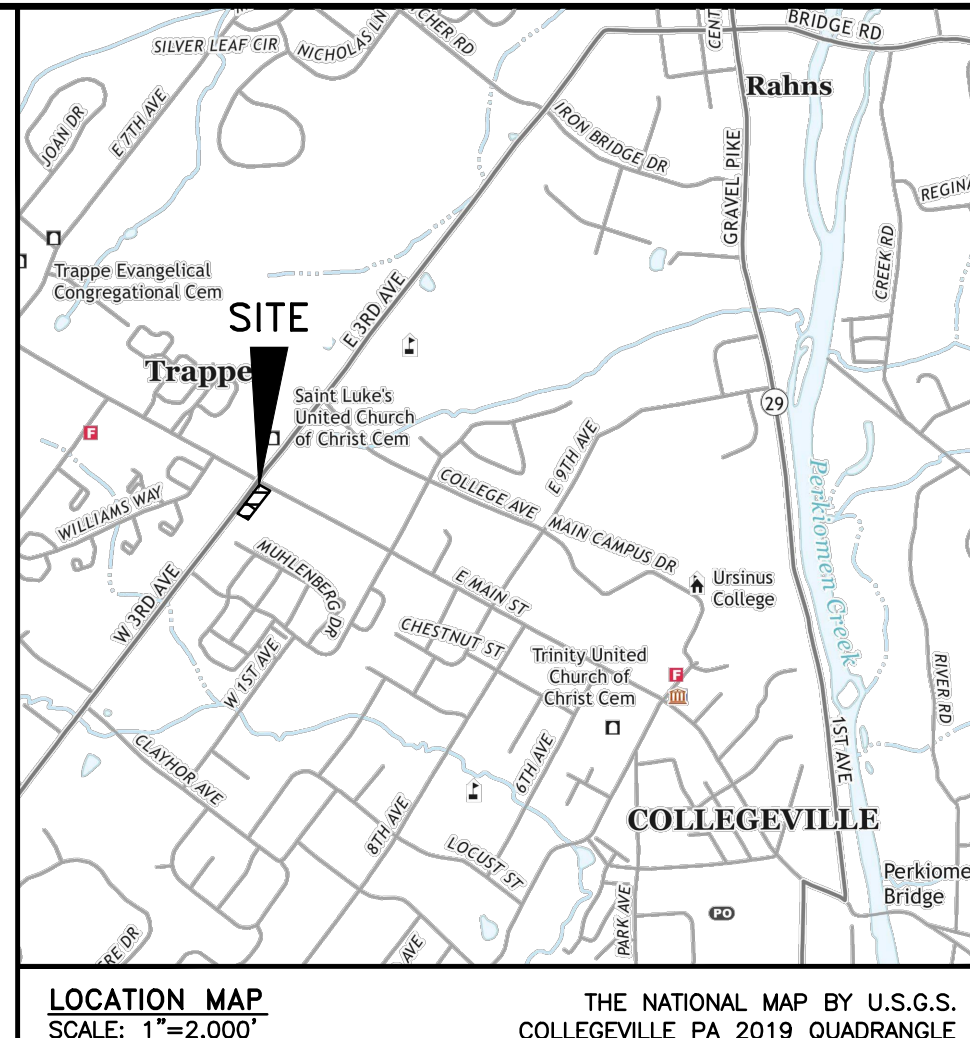 BRIDGE RD
CENT
CHER RD
NICHOLAS LN
SILVER LEAF CIR
Rahns
JOAN DR
E 7TH AVE
IRON BRIDGE DR
GRAVEL PIKE
REGINA
CREEK RD
Trappe Evangelical
Congregational Cem
E 3RD AVE
SITE
Trappe
Saint Luke's
United Church
of Christ Cem
29
F
E 9TH AVE
COLLEGE AVE
MAIN CAMPUS DR
WILLIAMS WAY
Perkiomen Creek
MUHLENBERG DR
W 3RD AVE
E MAIN ST
Ursinus
College
CHESTNUT ST
Trinity United
Church of
Christ Cem
F
W 1ST AVE
RIVER RD
1ST AVE
6TH AVE
CLAYHOR AVE
8TH AVE
COLLEGEVILLE
LOCUST ST
Perkiome
Bridge
PO
PARK AVE
ERE DR
AVE
LOCATION MAP
SCALE: 1"=2,000'
THE NATIONAL MAP BY U.S.G.S.
COLLEGEVILLE PA 2019 QUADRANGLE